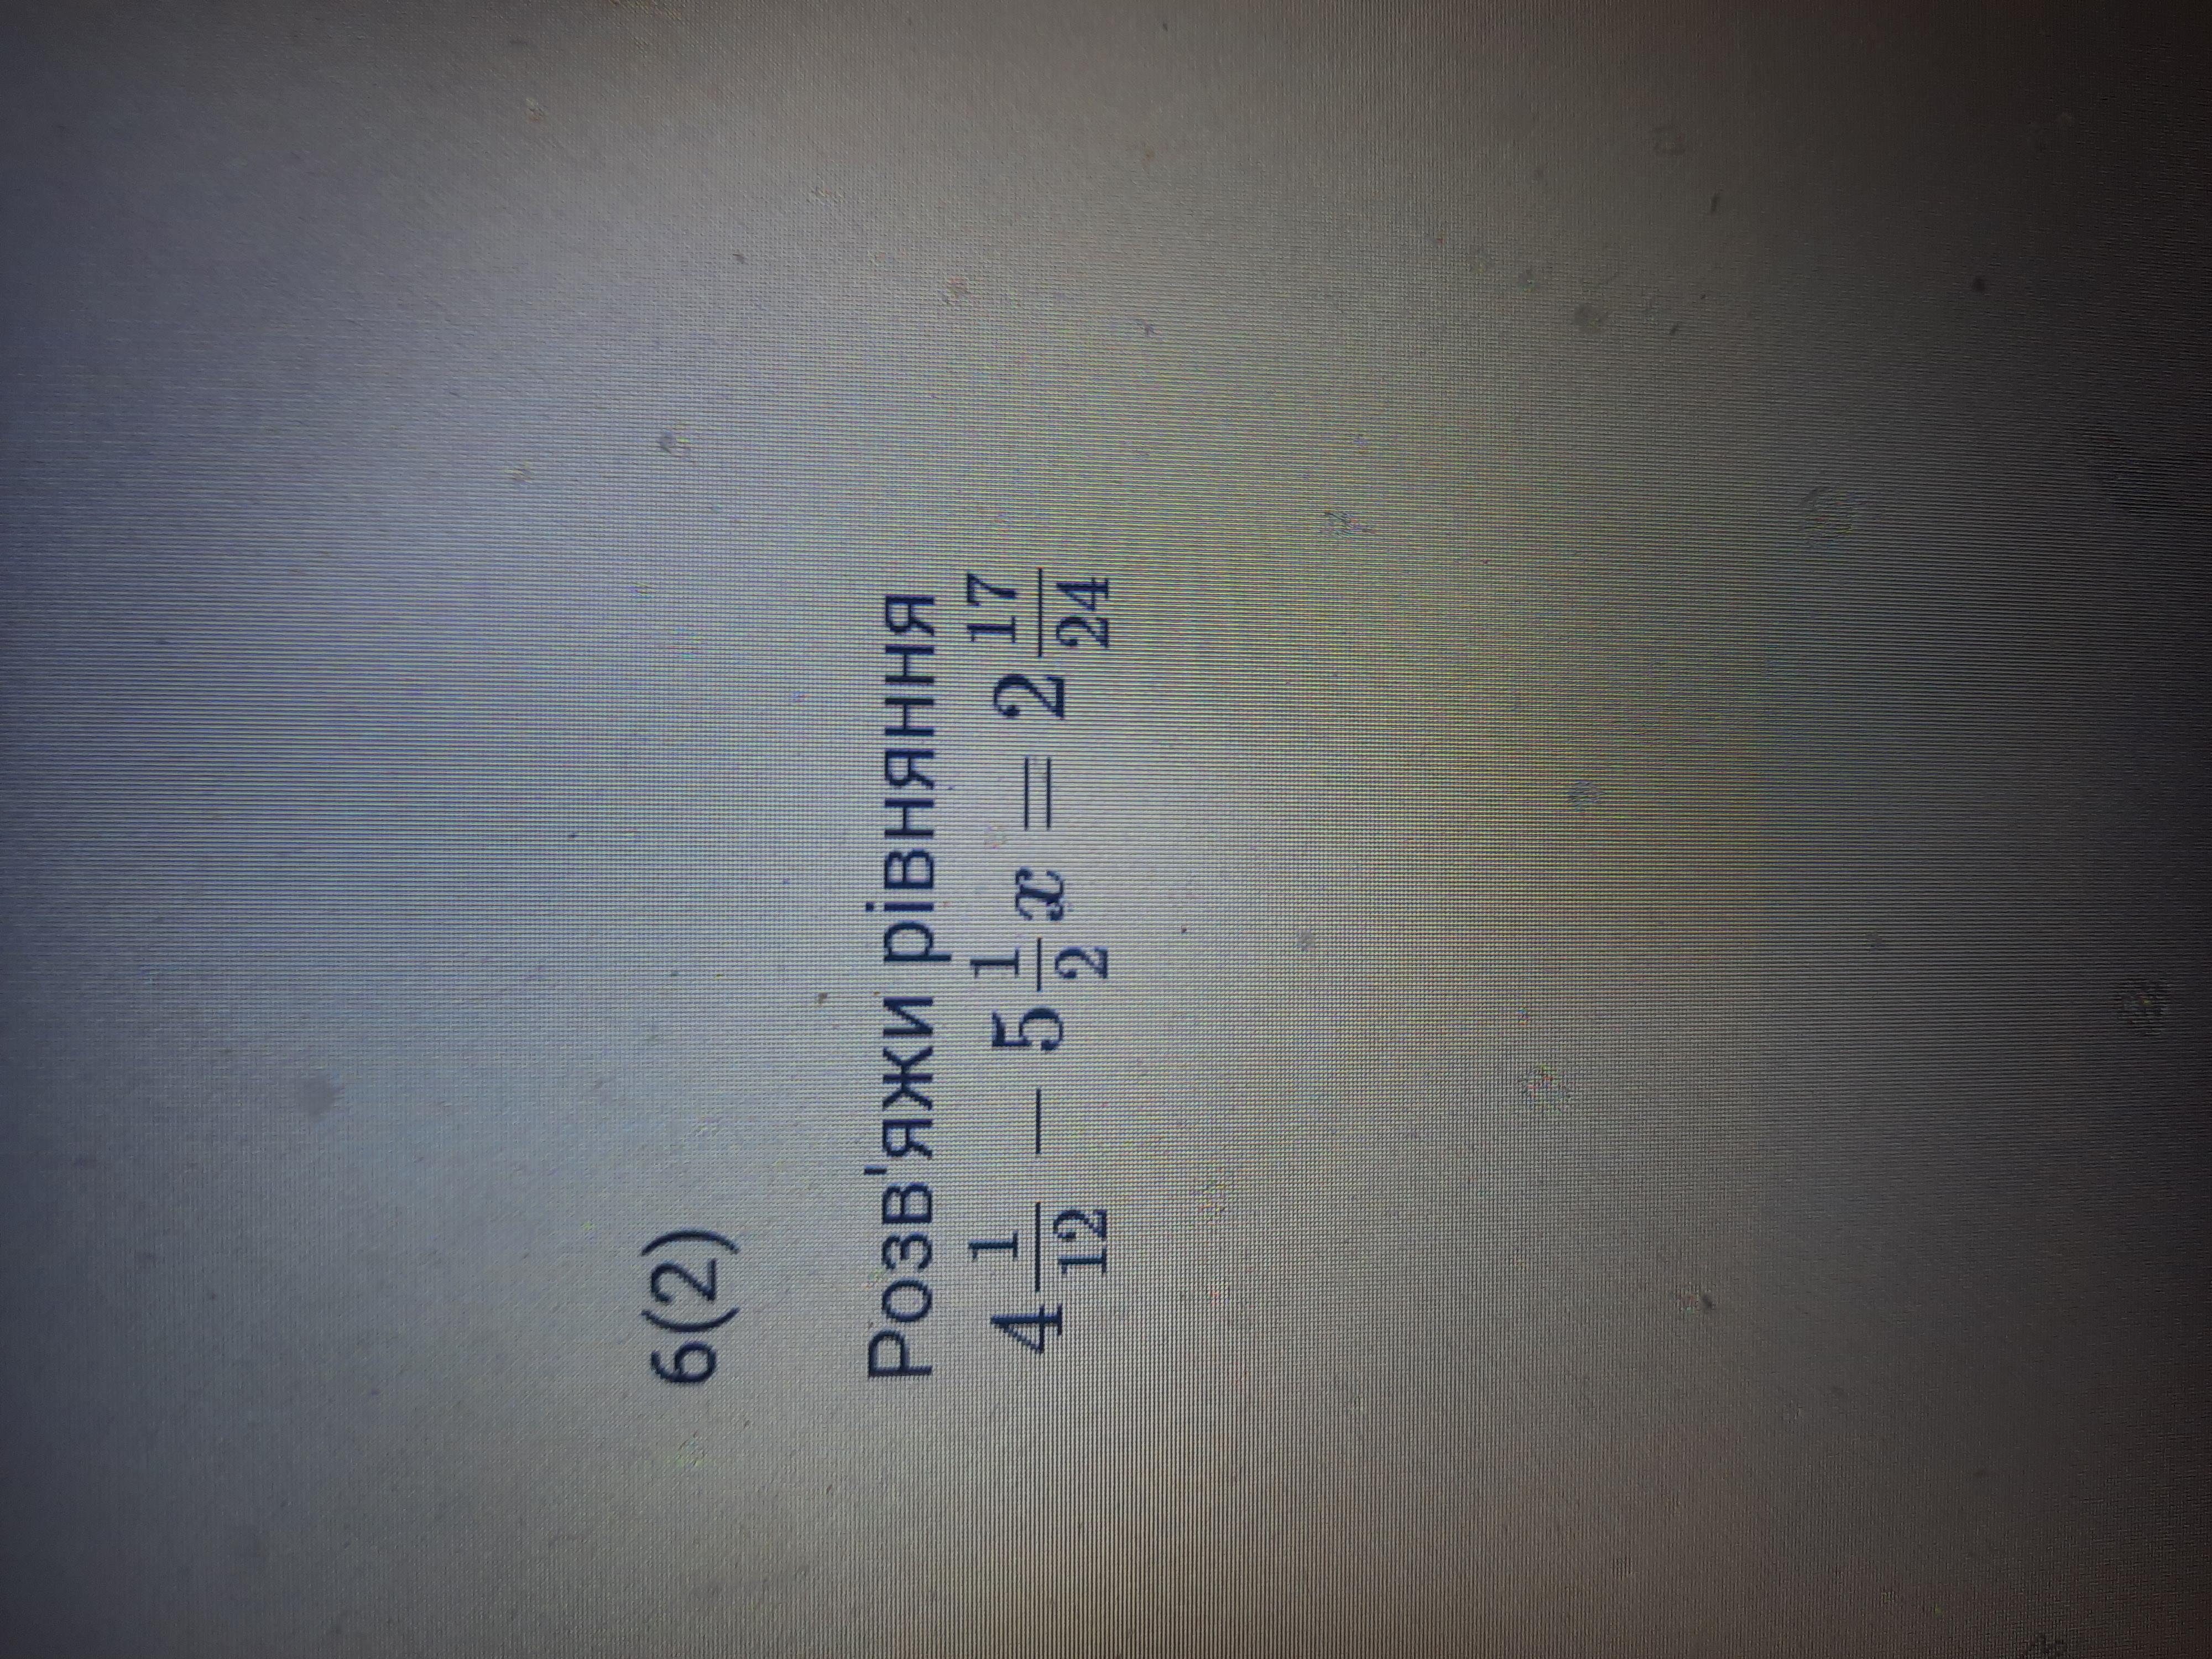 6(2)
Розв'яжи рівняння
4 1/12 − 5 1/2 x = 2 17/24